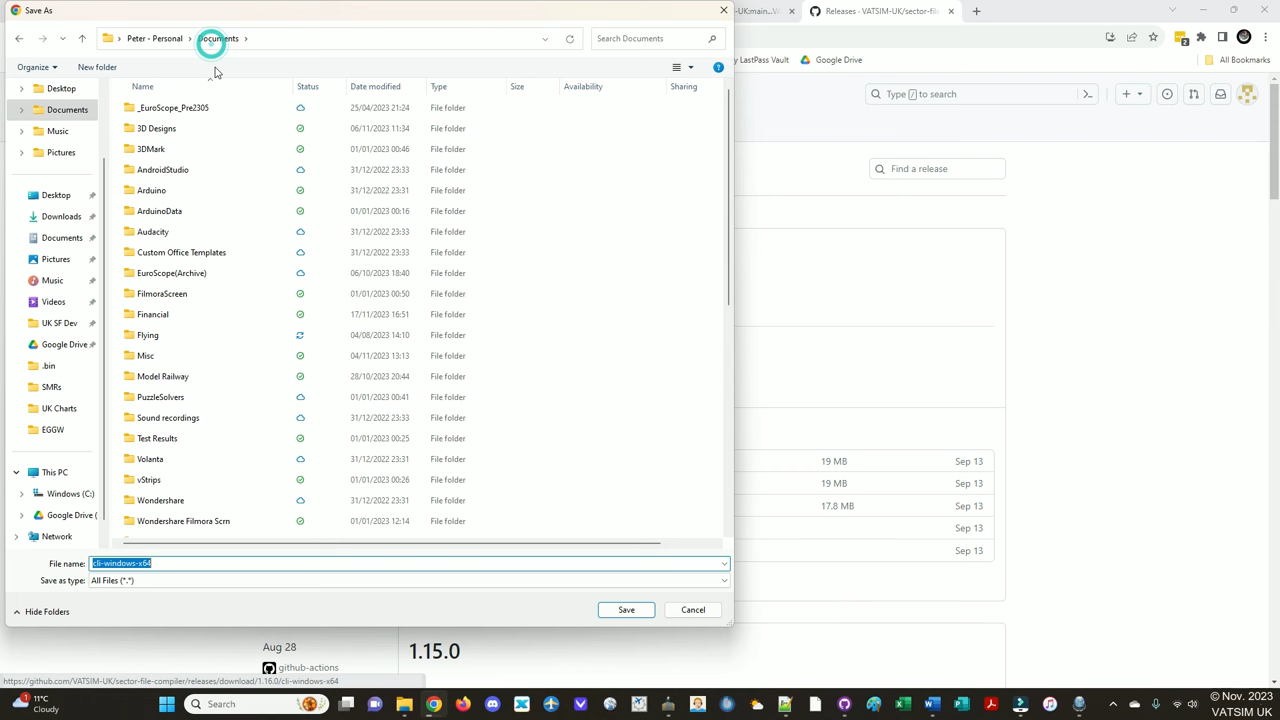 Save As
-UK:main...
Releases - VATSIM-UK/sector-fil
Peter - Personal > Documents >
Search Documents
Organize
New folder
y LastPass Vault
Google Drive
All Bookmarks
Name
Status
Date modified
Type
Size
Availability
Sharing
Type / to search
Find a release
Desktop
Documents
Music
Pictures
Desktop
Downloads
Documents
Pictures
Music
Videos
UK SF Dev
Google Drive
.bin
SMRs
UK Charts
EGGW
This PC
Windows (C:)
Google Drive (
Network
_EuroScope_Pre2305 25/04/2023 21:24 File folder
3D Designs 06/11/2023 11:34 File folder
3DMark 01/01/2023 00:46 File folder
AndroidStudio 31/12/2022 23:33 File folder
Arduino 31/12/2022 23:31 File folder
ArduinoData 01/01/2023 00:16 File folder
Audacity 31/12/2022 23:33 File folder
Custom Office Templates 31/12/2022 23:33 File folder
EuroScope(Archive) 06/10/2023 18:40 File folder
FilmoraScreen 01/01/2023 00:50 File folder
Financial 17/11/2023 16:51 File folder
Flying 04/08/2023 14:10 File folder
Misc 04/11/2023 13:13 File folder
Model Railway 28/10/2023 20:44 File folder
PuzzleSolvers 01/01/2023 00:41 File folder
Sound recordings 31/12/2022 23:33 File folder
Test Results 01/01/2023 00:25 File folder
Volanta 31/12/2022 23:31 File folder
vStrips 01/01/2023 00:26 File folder
Wondershare 31/12/2022 23:31 File folder
Wondershare Filmora Scrn 01/01/2023 12:14 File folder
19 MB Sep 13
19 MB Sep 13
17.8 MB Sep 13
Sep 13
Sep 13
File name: cli-windows-x64
Save as type: All Files (*.*)
Hide Folders
Save
Cancel
Aug 28
github-actions
1.15.0
https://github.com/VATSIM-UK/sector-file-compiler/releases/download/1.16.0/cli-windows-x64
11°C
Cloudy
Search
© Nov. 2023
VATSIM UK